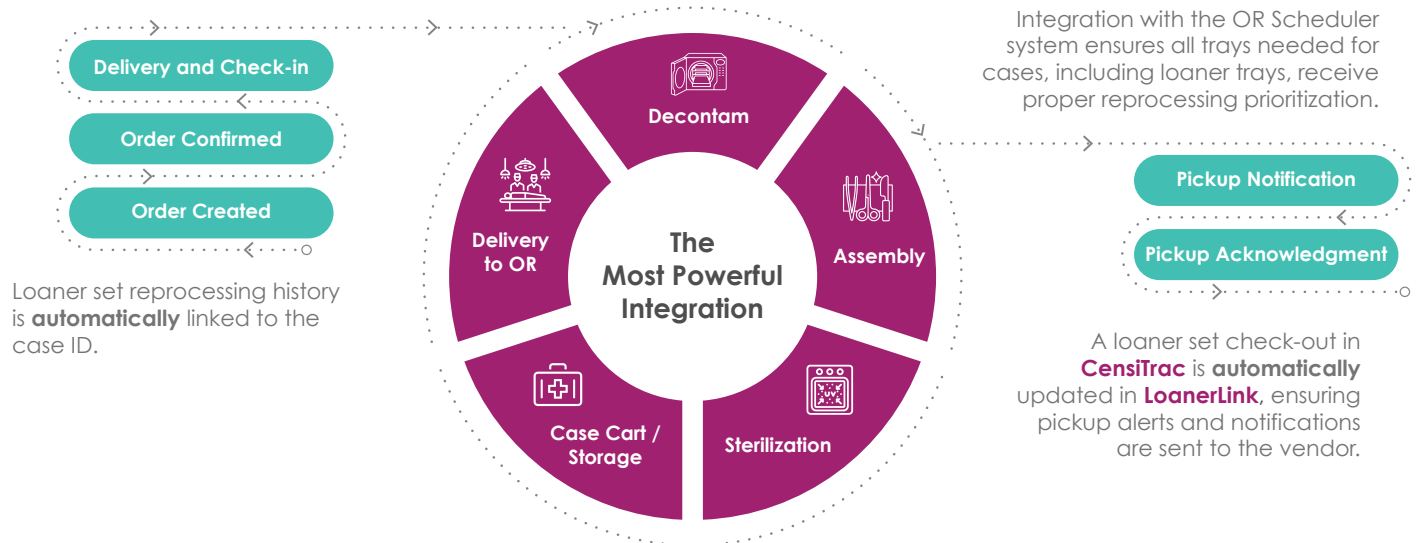 Delivery and Check-in
Order Confirmed
Order Created
Loaner set reprocessing history
is automatically linked to the
case ID.
Decontam
Assembly
Sterilization
Case Cart /
Storage
Delivery
to OR
The
Most Powerful
Integration
Integration with the OR Scheduler
system ensures all trays needed for
cases, including loaner trays, receive
proper reprocessing prioritization.
Pickup Notification
Pickup Acknowledgment
A loaner set check-out in
CensiTrac is automatically
updated in LoanerLink, ensuring
pickup alerts and notifications
are sent to the vendor.
UV